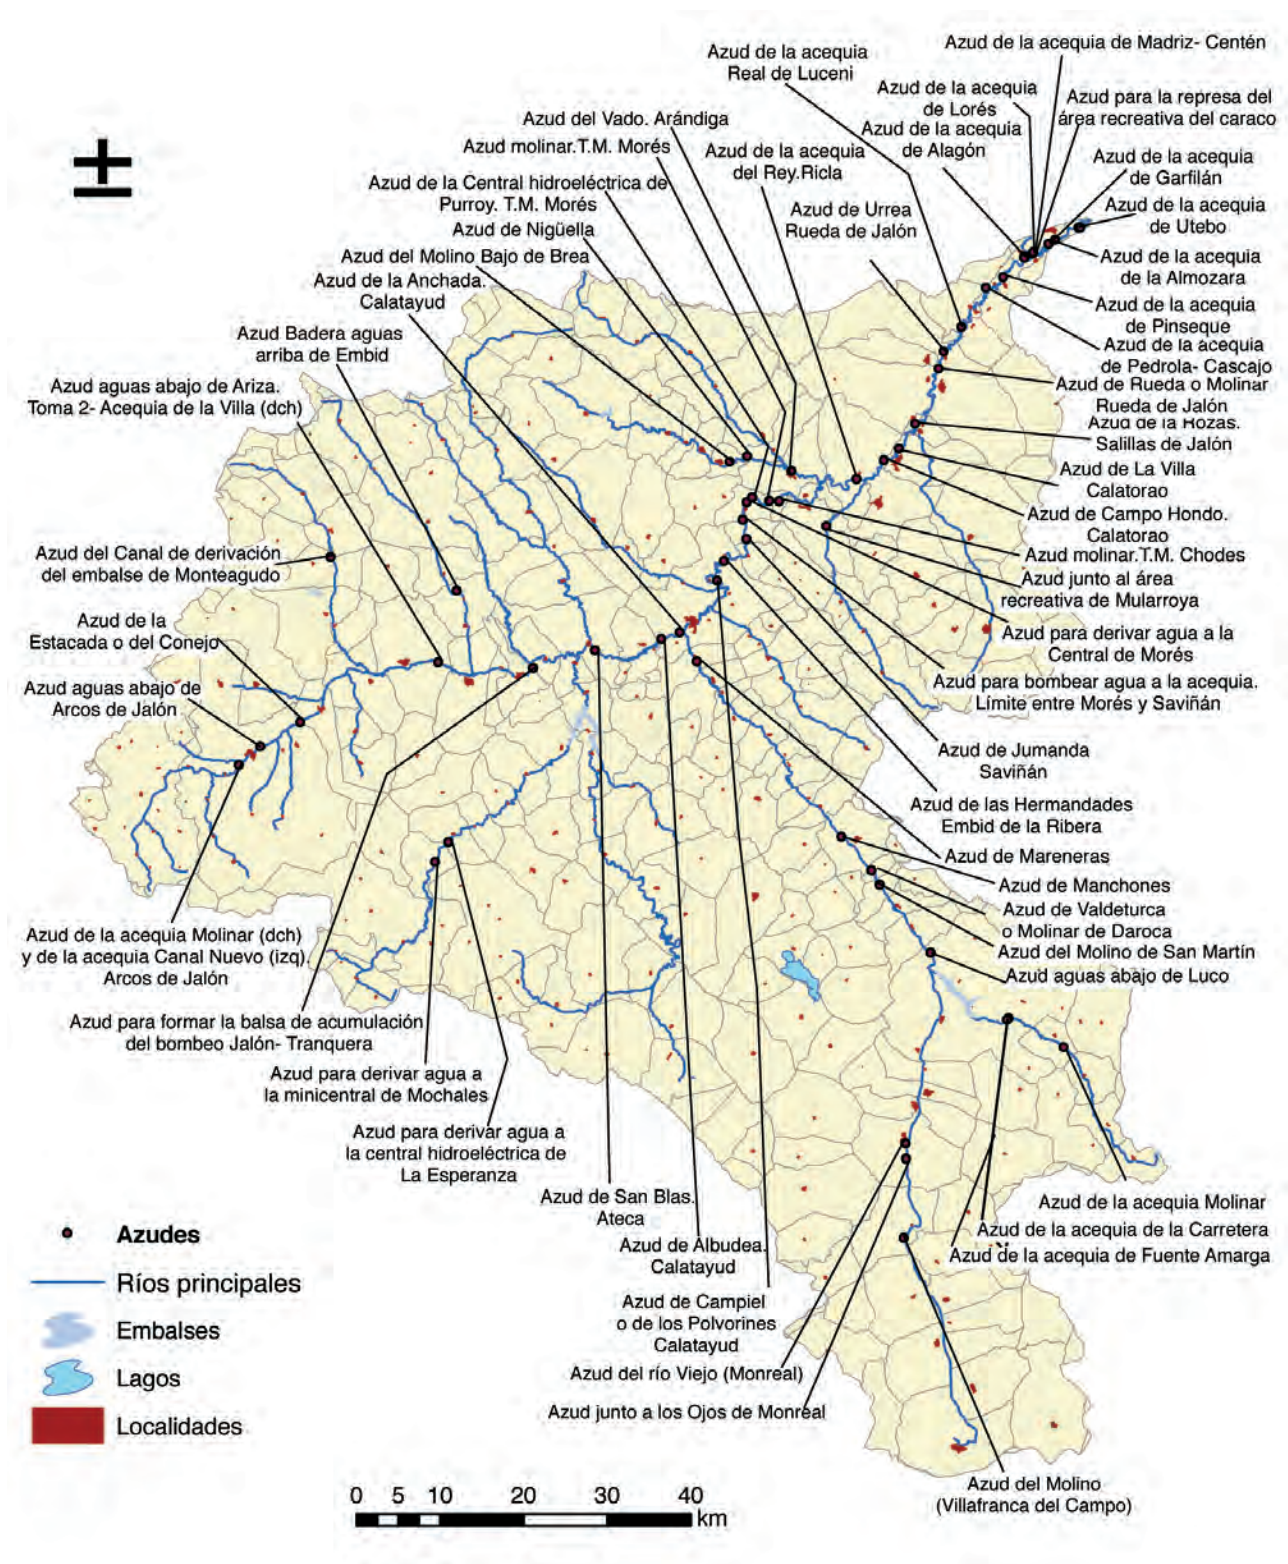 Azud de la acequia
Real de Luceni
Azud de la acequia de Madriz- Centén
Azud de la acequia
de Lorés
Azud para la represa del
área recreativa del caraco
Azud del Vado. Arándiga
Azud de la acequia
de Alagón
Azud molinar.T.M. Morés
Azud de la acequia
del Rey.Ricla
Azud de la acequia
de Garfilán
Azud de la Central hidroeléctrica de
Purroy. T.M. Morés
Azud de Urrea
Rueda de Jalón
Azud de la acequia
de Utebo
Azud de Nigüella
Azud del Molino Bajo de Brea
Azud de la acequia
de la Almozara
Azud de la Anchada.
Calatayud
Azud de la acequia
de Pinseque
Azud Badera aguas
arriba de Embid
Azud de la acequia
de Pedrola- Cascajo
Azud aguas abajo de Ariza.
Toma 2- Acequia de la Villa (dch)
Azud de Rueda o Molinar
Rueda de Jalón
Azud de la Rozas.
Salillas de Jalón
Azud de La Villa
Calatorao
Azud de Campo Hondo.
Calatorao
Azud del Canal de derivación
del embalse de Monteagudo
Azud molinar.T.M. Chodes
Azud junto al área
recreativa de Mularroya
Azud de la
Estacada o del Conejo
Azud para derivar agua a la
Central de Morés
Azud aguas abajo de
Arcos de Jalón
Azud para bombear agua a la acequia.
Límite entre Morés y Saviñán
Azud de Jumanda
Saviñán
Azud de las Hermandades
Embid de la Ribera
Azud de Mareneras
Azud de Manchones
Azud de Valdeturca
o Molinar de Daroca
Azud de la acequia Molinar (dch)
y de la acequia Canal Nuevo (izq).
Arcos de Jalón
Azud del Molino de San Martín
Azud aguas abajo de Luco
Azud para formar la balsa de acumulación
del bombeo Jalón- Tranquera
Azud para derivar agua a
la minicentral de Mochales
Azud para derivar agua a
la central hidroeléctrica de
La Esperanza
Azud de San Blas.
Ateca
Azud de la acequia Molinar
Azud de la acequia de la Carretera
Azud de la acequia de Fuente Amarga
Azud de Albudea.
Calatayud
Azud de Campiel
o de los Polvorines
Calatayud
Azud del río Viejo (Monreal)
Azud junto a los Ojos de Monreal
Azud del Molino
(Villafranca del Campo)
Azudes
Ríos principales
Embalses
Lagos
Localidades
0 5 10 20 30 40
km